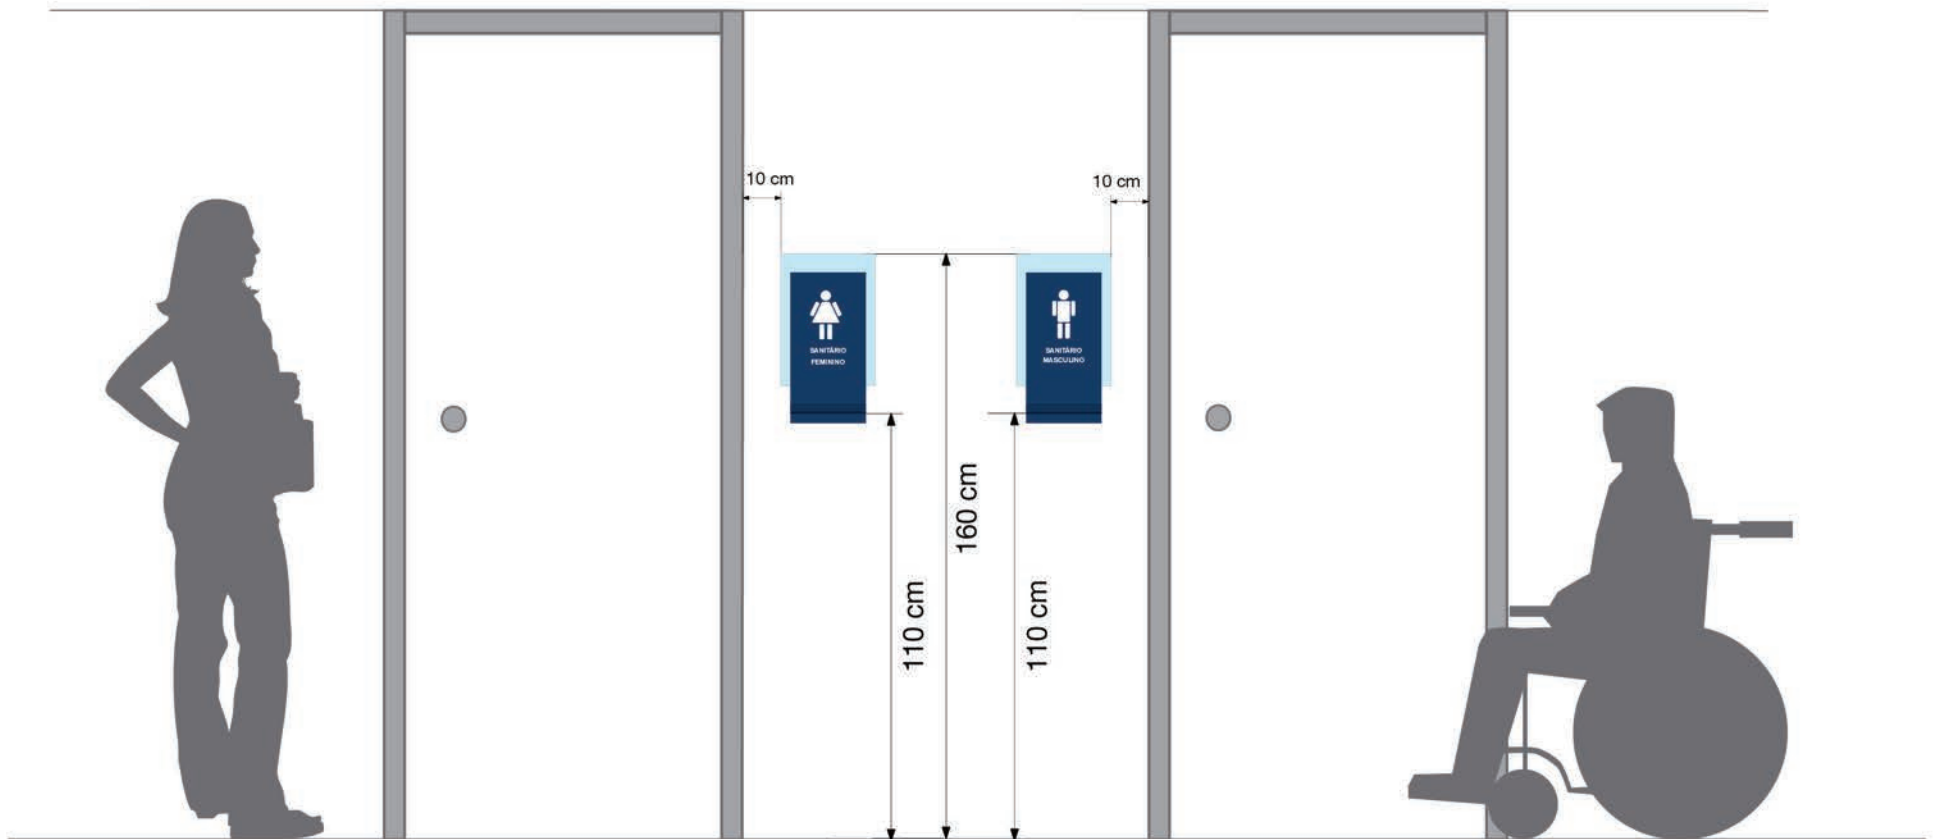 10 cm
10 cm
SANITÁRIO
FEMININO
SANITÁRIO
MASCULINO
160 cm
110 cm
110 cm